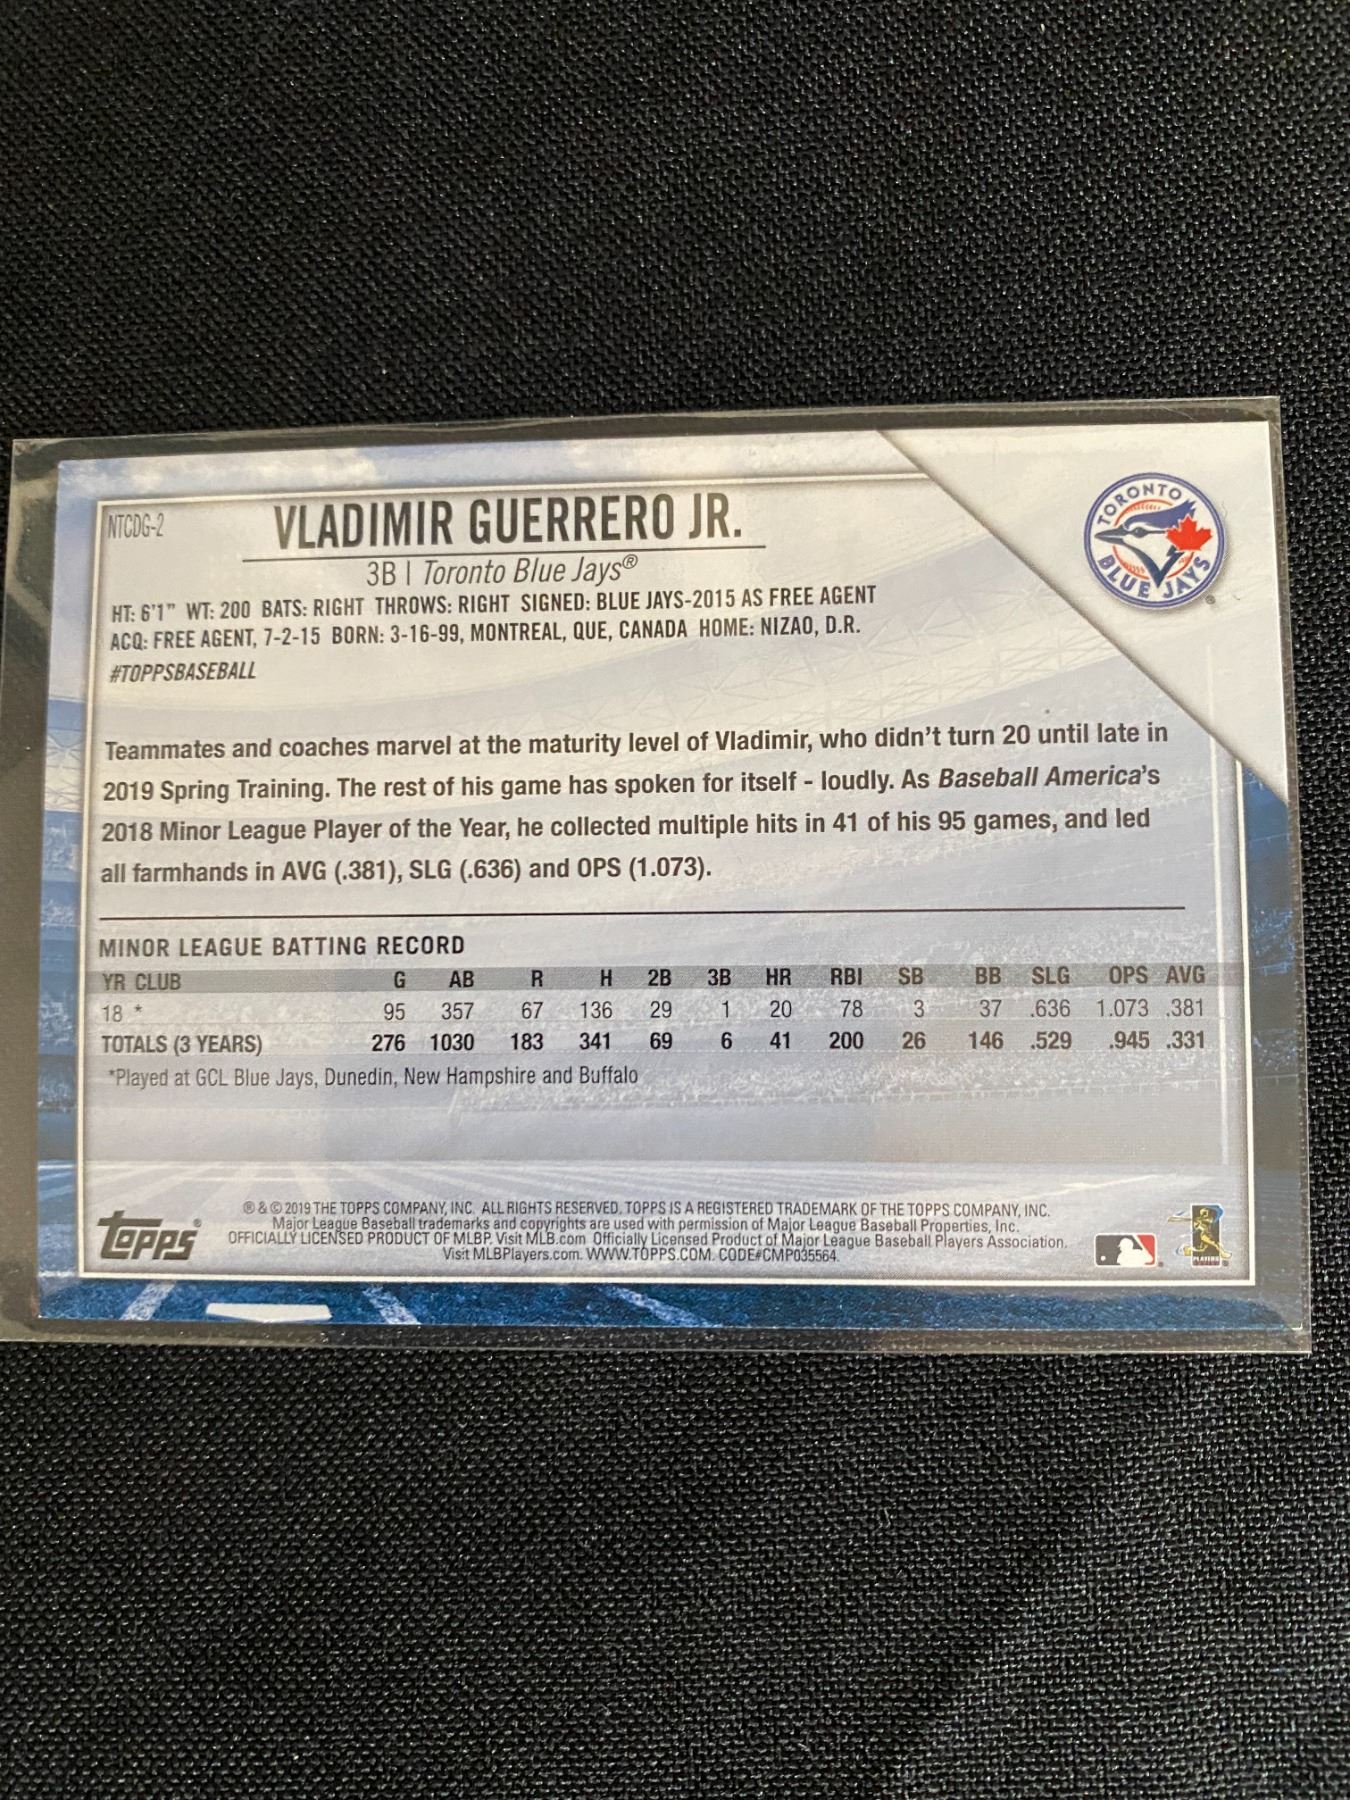 NTCDG-2
VLADIMIR GUERRERO JR.
3B | Toronto Blue Jays®
HT: 6'1" WT: 200 BATS: RIGHT THROWS: RIGHT SIGNED: BLUE JAYS-2015 AS FREE AGENT
ACQ: FREE AGENT, 7-2-15 BORN: 3-16-99, MONTREAL, QUE, CANADA HOME: NIZAO, D.R.
#TOPPSBASEBALL
TORONTO
BLUE JAYS
Teammates and coaches marvel at the maturity level of Vladimir, who didn't turn 20 until late in
2019 Spring Training. The rest of his game has spoken for itself - loudly. As Baseball America's
2018 Minor League Player of the Year, he collected multiple hits in 41 of his 95 games, and led
all farmhands in AVG (.381), SLG (.636) and OPS (1.073).
MINOR LEAGUE BATTING RECORD
YR CLUB G AB R H 2B 3B HR RBI SB BB SLG OPS AVG
18 * 95 357 67 136 29 1 20 78 3 37 .636 1.073 .381
TOTALS (3 YEARS) 276 1030 183 341 69 6 41 200 26 146 .529 .945 .331
*Played at GCL Blue Jays, Dunedin, New Hampshire and Buffalo
Topps®
® & © 2019 THE TOPPS COMPANY, INC. ALL RIGHTS RESERVED. TOPPS IS A REGISTERED TRADEMARK OF THE TOPPS COMPANY, INC.
Major League Baseball trademarks and copyrights are used with permission of Major League Baseball Properties, Inc.
OFFICIALLY LICENSED PRODUCT OF MLBP. Visit MLB.com Officially Licensed Product of Major League Baseball Players Association.
Visit MLBPlayers.com. WWW.TOPPS.COM. CODE#CMP035564.
PLAYERS